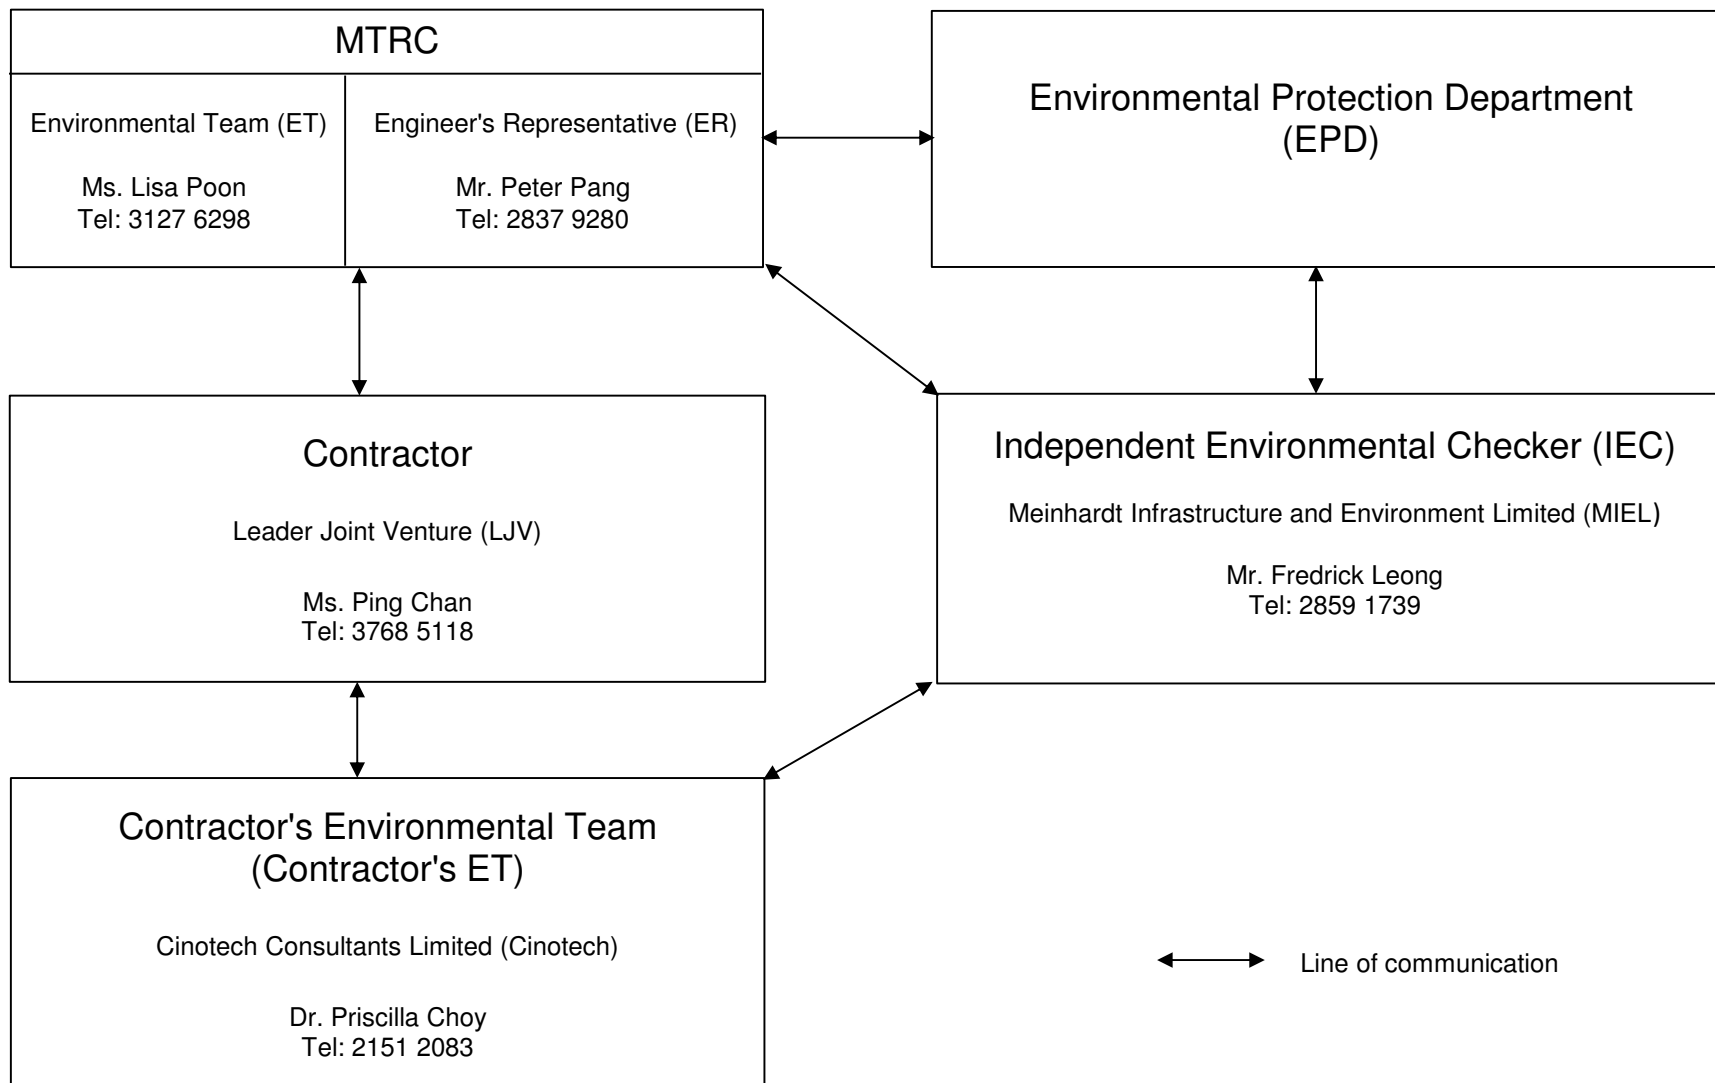 MTRC
Environmental Team (ET)
Ms. Lisa Poon
Tel: 3127 6298
Engineer's Representative (ER)
Mr. Peter Pang
Tel: 2837 9280
Environmental Protection Department
(EPD)
Contractor
Leader Joint Venture (LJV)
Ms. Ping Chan
Tel: 3768 5118
Independent Environmental Checker (IEC)
Meinhardt Infrastructure and Environment Limited (MIEL)
Mr. Fredrick Leong
Tel: 2859 1739
Contractor's Environmental Team
(Contractor's ET)
Cinotech Consultants Limited (Cinotech)
Dr. Priscilla Choy
Tel: 2151 2083
Line of communication